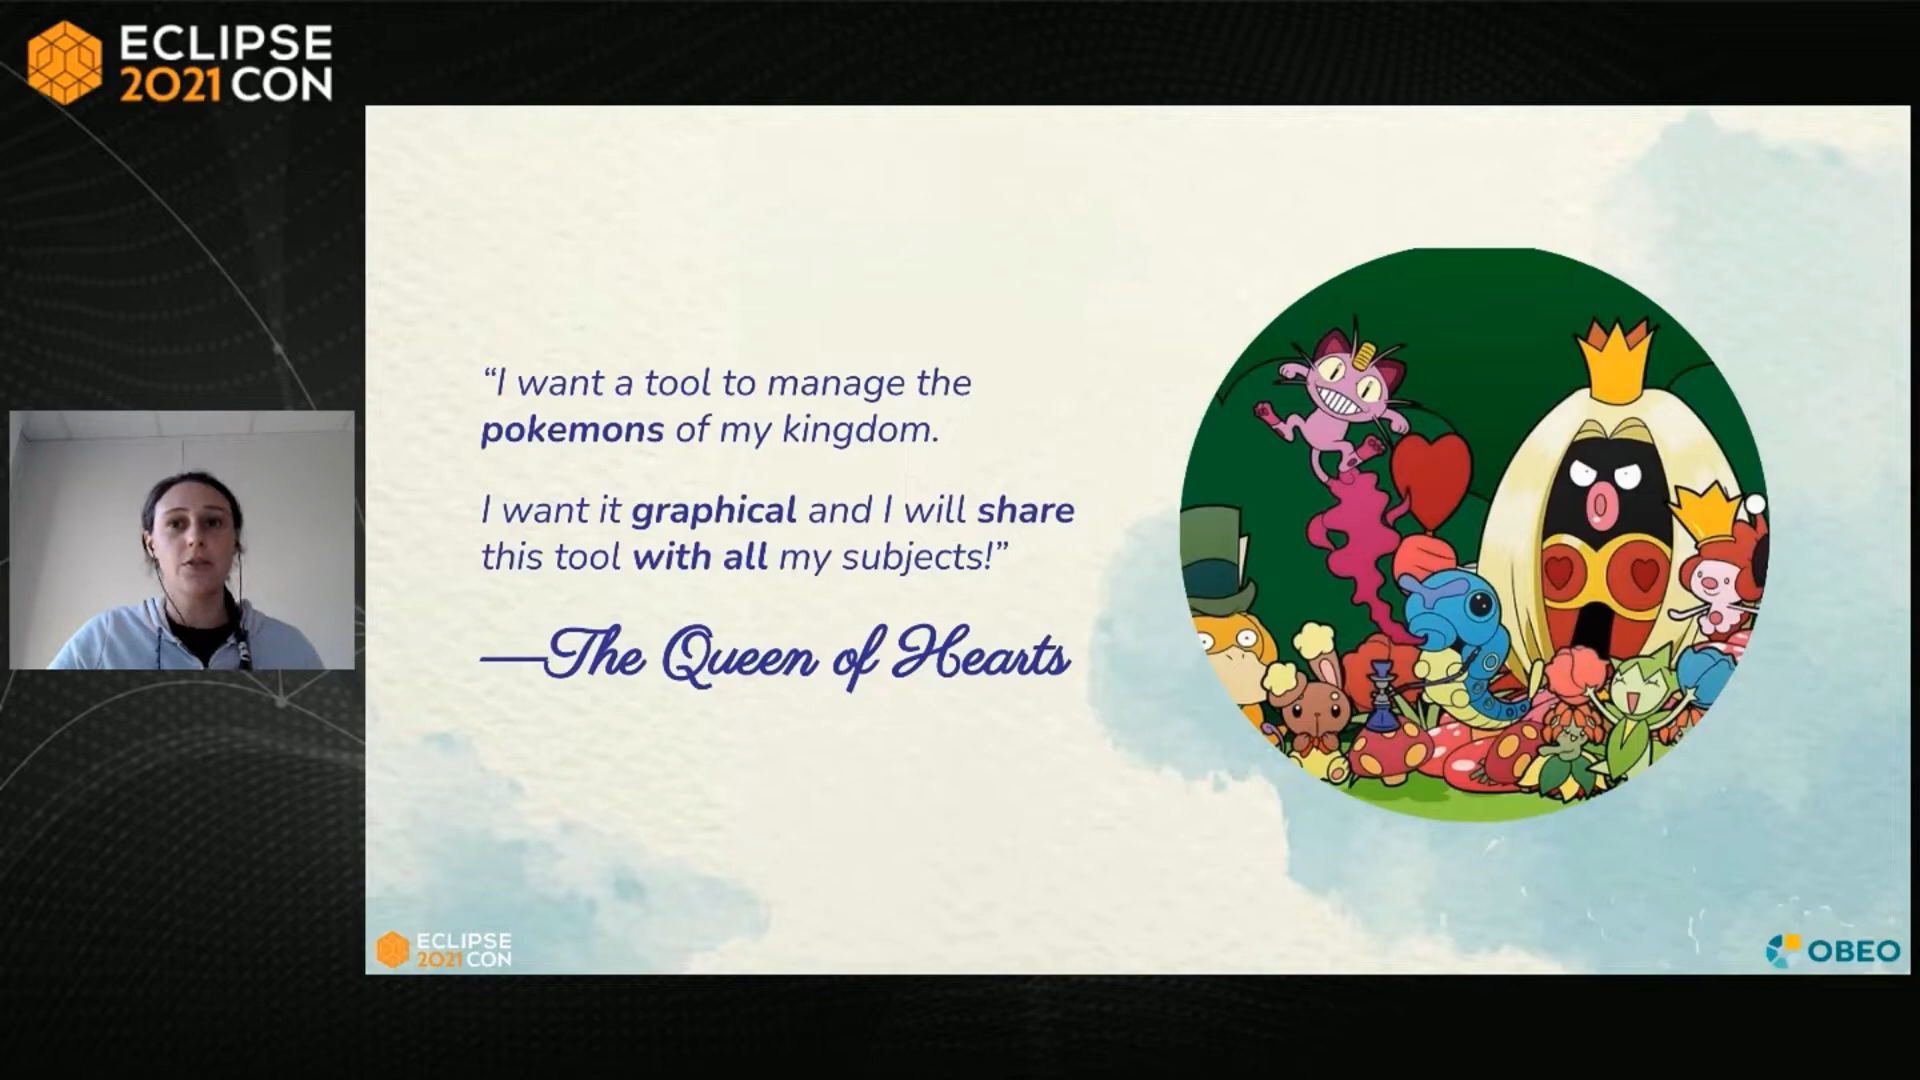 ECLIPSE
2021 CON
“I want a tool to manage the
pokemons of my kingdom.
I want it graphical and I will share
this tool with all my subjects!”
—The Queen of Hearts
ECLIPSE
2021 CON
OBEO